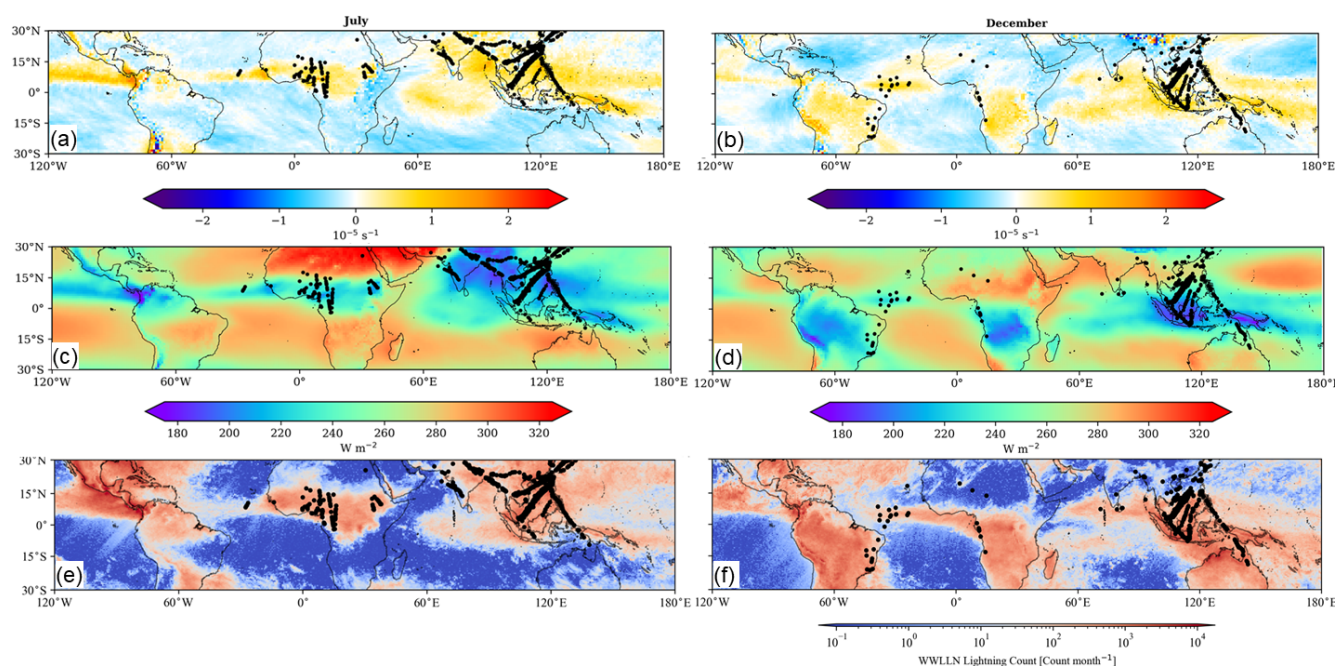 July
December
30°N
15°N
0°
15°S
30°S
(a)
120°W
60°W
0°
60°E
120°E
180°E
30°N
15°N
0°
15°S
30°S
(b)
120°W
60°W
0°
60°E
120°E
180°E
−2
−1
0
1
2
10⁻⁵ s⁻¹
−2
−1
0
1
2
10⁻⁵ s⁻¹
30°N
15°N
0°
15°S
30°S
(c)
120°W
60°W
0°
60°E
120°E
180°E
30°N
15°N
0°
15°S
30°S
(d)
120°W
60°W
0°
60°E
120°E
180°E
180
200
220
240
260
280
300
320
W m⁻²
180
200
220
240
260
280
300
320
W m⁻²
30°N
15°N
0°
15°S
30°S
(e)
120°W
60°W
0°
60°E
120°E
180°E
30°N
15°N
0°
15°S
30°S
(f)
120°W
60°W
0°
60°E
120°E
180°E
10⁻¹
10⁰
10¹
10²
10³
10⁴
WWLLN Lightning Count [Count month⁻¹]